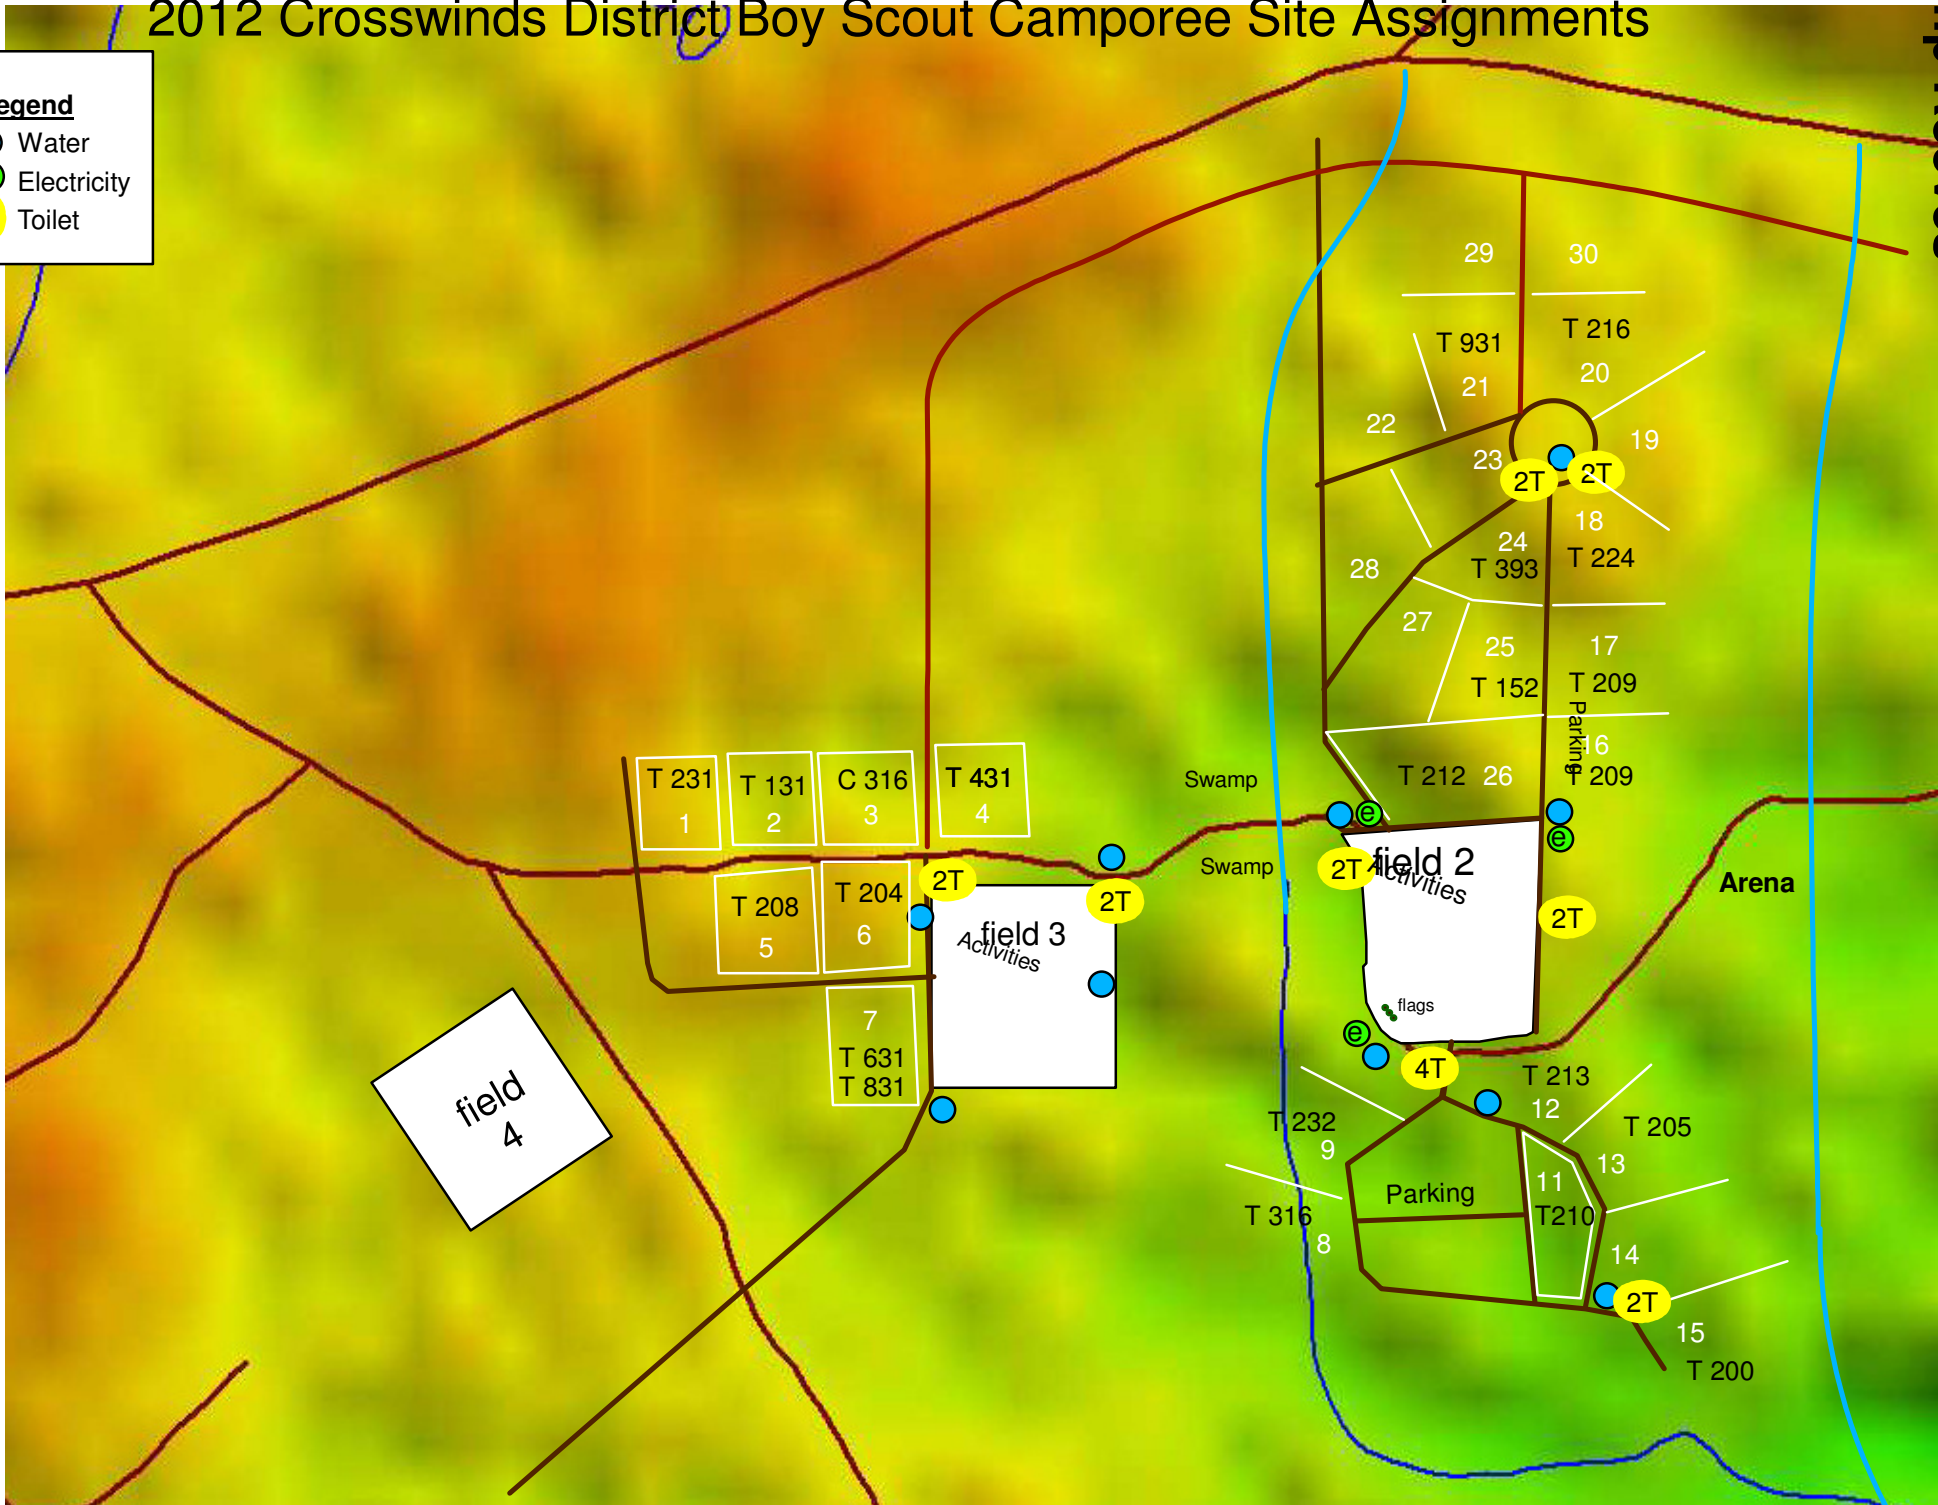 2012 Crosswinds District Boy Scout Camporee Site Assignments
egend
Water
Electricity
Toilet
29
30
T 931
T 216
21
20
22
19
23
2T
2T
18
24
T 224
T 393
28
27
25
17
T 152
T 209
Parking
16
T 212
26
T 209
T 231
1
T 131
2
C 316
3
T 431
4
Swamp
Swamp
e
e
2T
field 2
Activities
2T
Arena
T 208
5
T 204
6
2T
2T
field 3
Activities
7
T 631
T 831
flags
e
4T
field
4
T 213
12
T 232
9
T 205
13
Parking
11
T210
T 316
8
14
2T
15
T 200